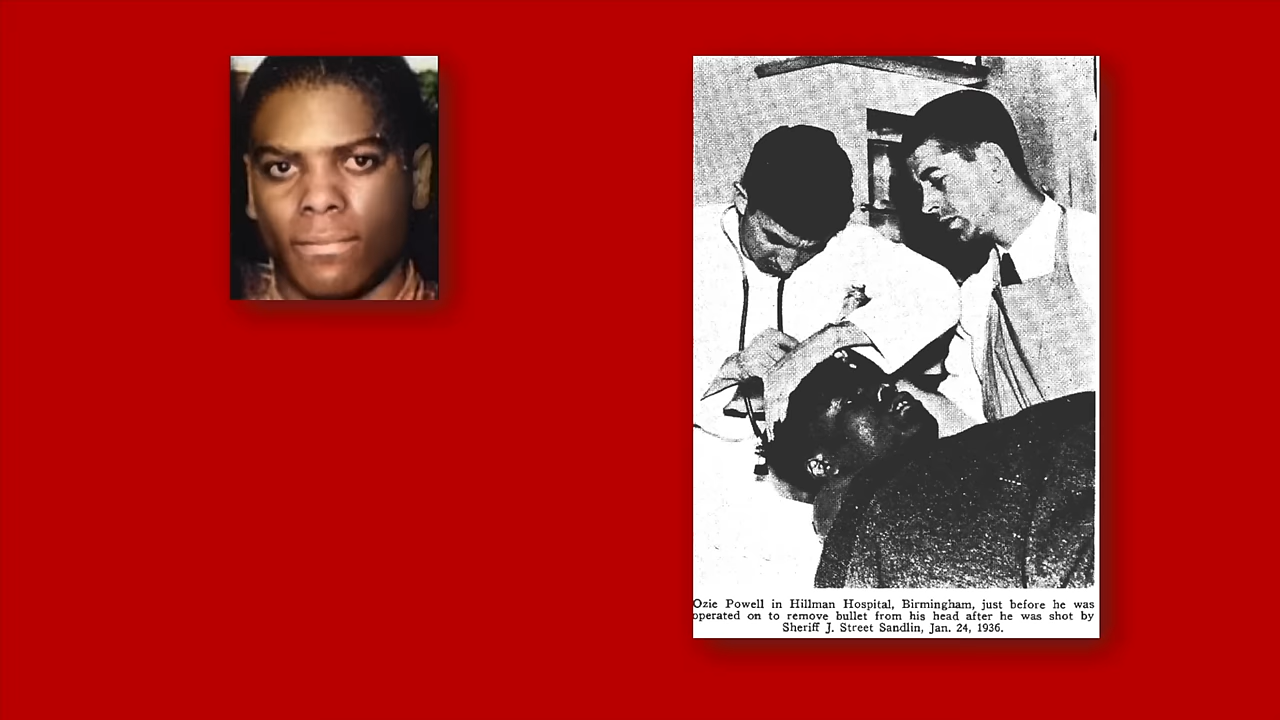 Ozie Powell in Hillman Hospital, Birmingham, just before he was
operated on to remove bullet from his head after he was shot by
Sheriff J. Street Sandlin, Jan. 24, 1936.